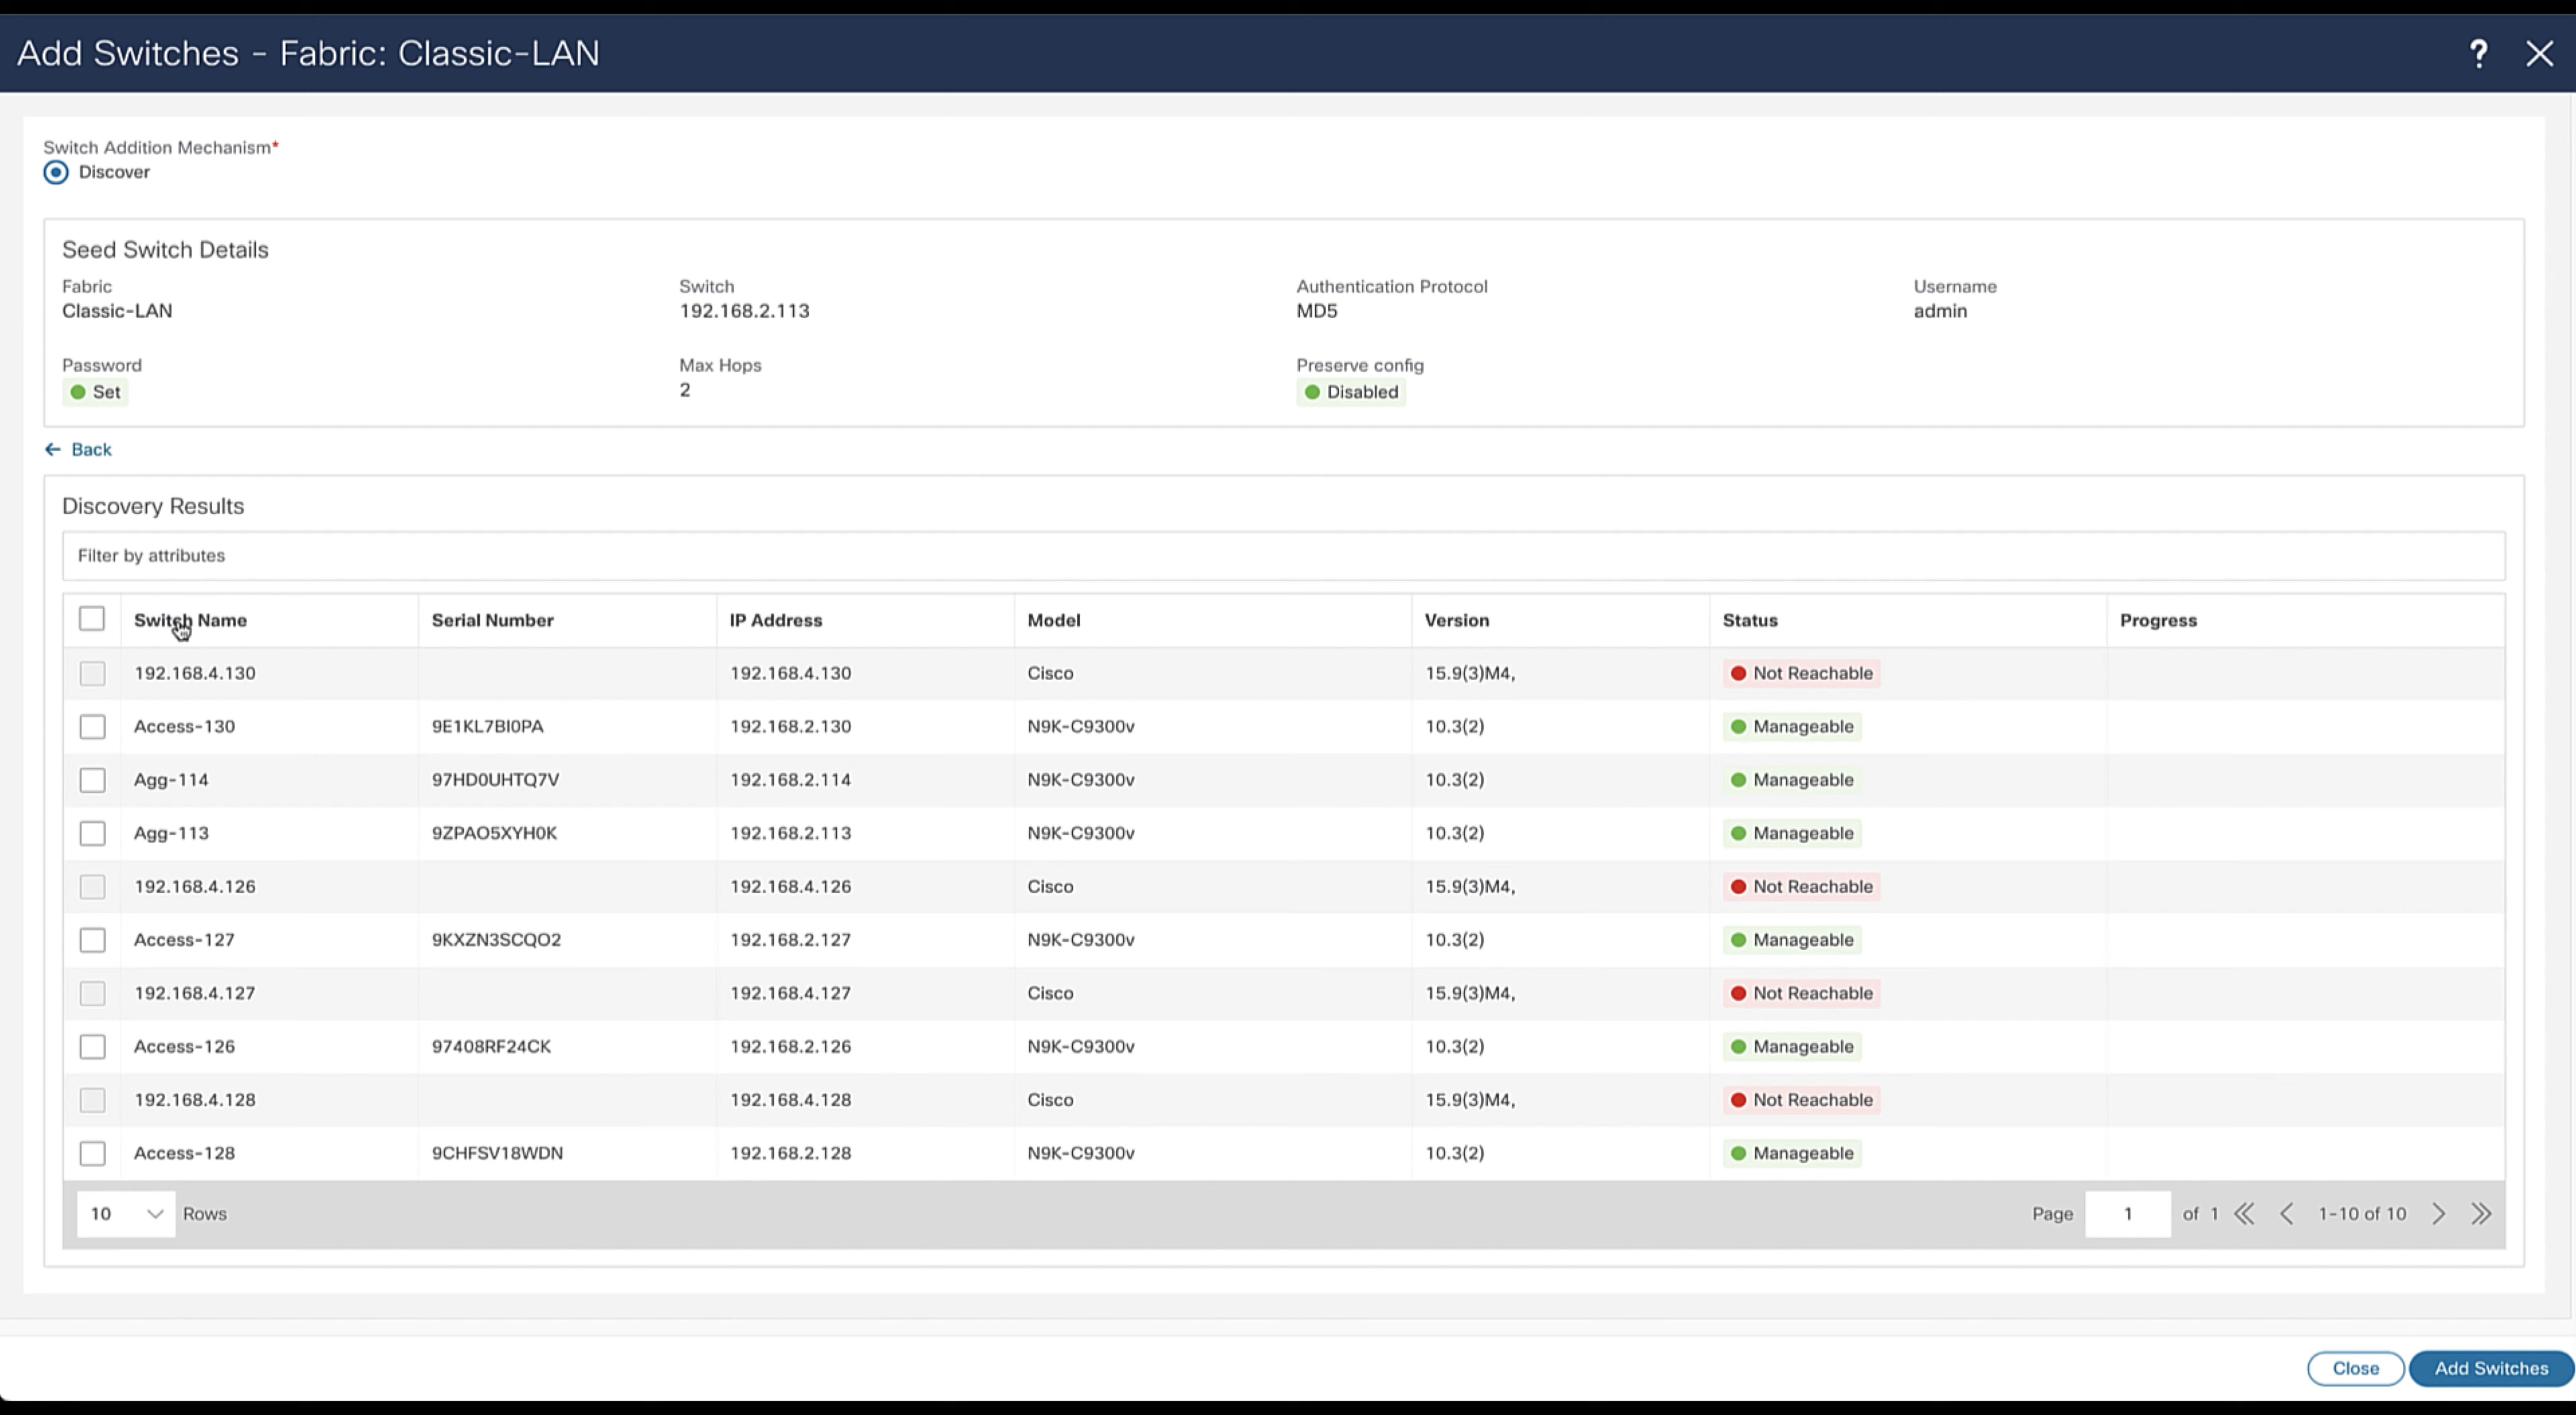 Add Switches - Fabric: Classic-LAN ?
Switch Addition Mechanism*
Discover
Seed Switch Details
Fabric Switch Authentication Protocol Username
Classic-LAN 192.168.2.113 MD5 admin
Password Max Hops Preserve config
Set 2 Disabled
Back
Discovery Results
Filter by attributes
Switch Name Serial Number IP Address Model Version Status Progress
192.168.4.130 192.168.4.130 Cisco 15.9(3)M4, Not Reachable
Access-130 9E1KL7BI0PA 192.168.2.130 N9K-C9300v 10.3(2) Manageable
Agg-114 97HD0UHTQ7V 192.168.2.114 N9K-C9300v 10.3(2) Manageable
Agg-113 9ZPAO5XYH0K 192.168.2.113 N9K-C9300v 10.3(2) Manageable
192.168.4.126 192.168.4.126 Cisco 15.9(3)M4, Not Reachable
Access-127 9KXZN3SCQO2 192.168.2.127 N9K-C9300v 10.3(2) Manageable
192.168.4.127 192.168.4.127 Cisco 15.9(3)M4, Not Reachable
Access-126 97408RF24CK 192.168.2.126 N9K-C9300v 10.3(2) Manageable
192.168.4.128 192.168.4.128 Cisco 15.9(3)M4, Not Reachable
Access-128 9CHFSV18WDN 192.168.2.128 N9K-C9300v 10.3(2) Manageable
10 Rows Page 1 of 1 1-10 of 10
Close Add Switches